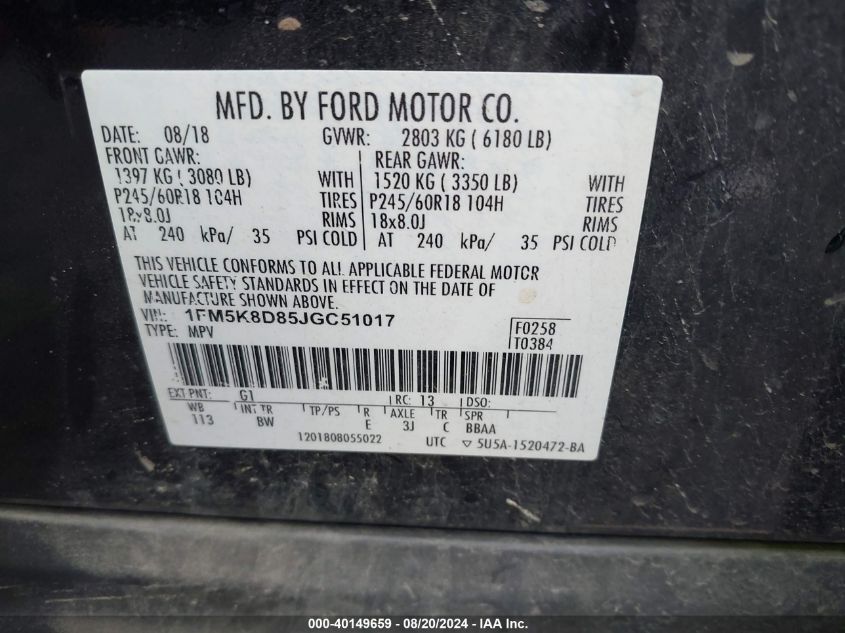 MFD. BY FORD MOTOR CO.
DATE: 08/18 GVWR: 2803 KG ( 6180 LB)
FRONT GAWR: REAR GAWR:
1397 KG ( 3080 LB) WITH 1520 KG ( 3350 LB) WITH
P245/60R18 104H TIRES P245/60R18 104H TIRES
18x8.0J RIMS 18x8.0J RIMS
AT 240 kPa/ 35 PSI COLD AT 240 kPa/ 35 PSI COLD
THIS VEHICLE CONFORMS TO ALL APPLICABLE FEDERAL MOTOR
VEHICLE SAFETY STANDARDS IN EFFECT ON THE DATE OF
MANUFACTURE SHOWN ABOVE.
VIN: 1FM5K8D85JGC51017 F0258
TYPE: MPV T0384
EXT PNT: G1 RC: 13 DSO:
WB INT TR TP/PS R AXLE TR SPR
113 BW E 3J C BBAA
1201808055022 UTC ▽ 5U5A-1520472-BA
000-40149659 - 08/20/2024 - IAA Inc.